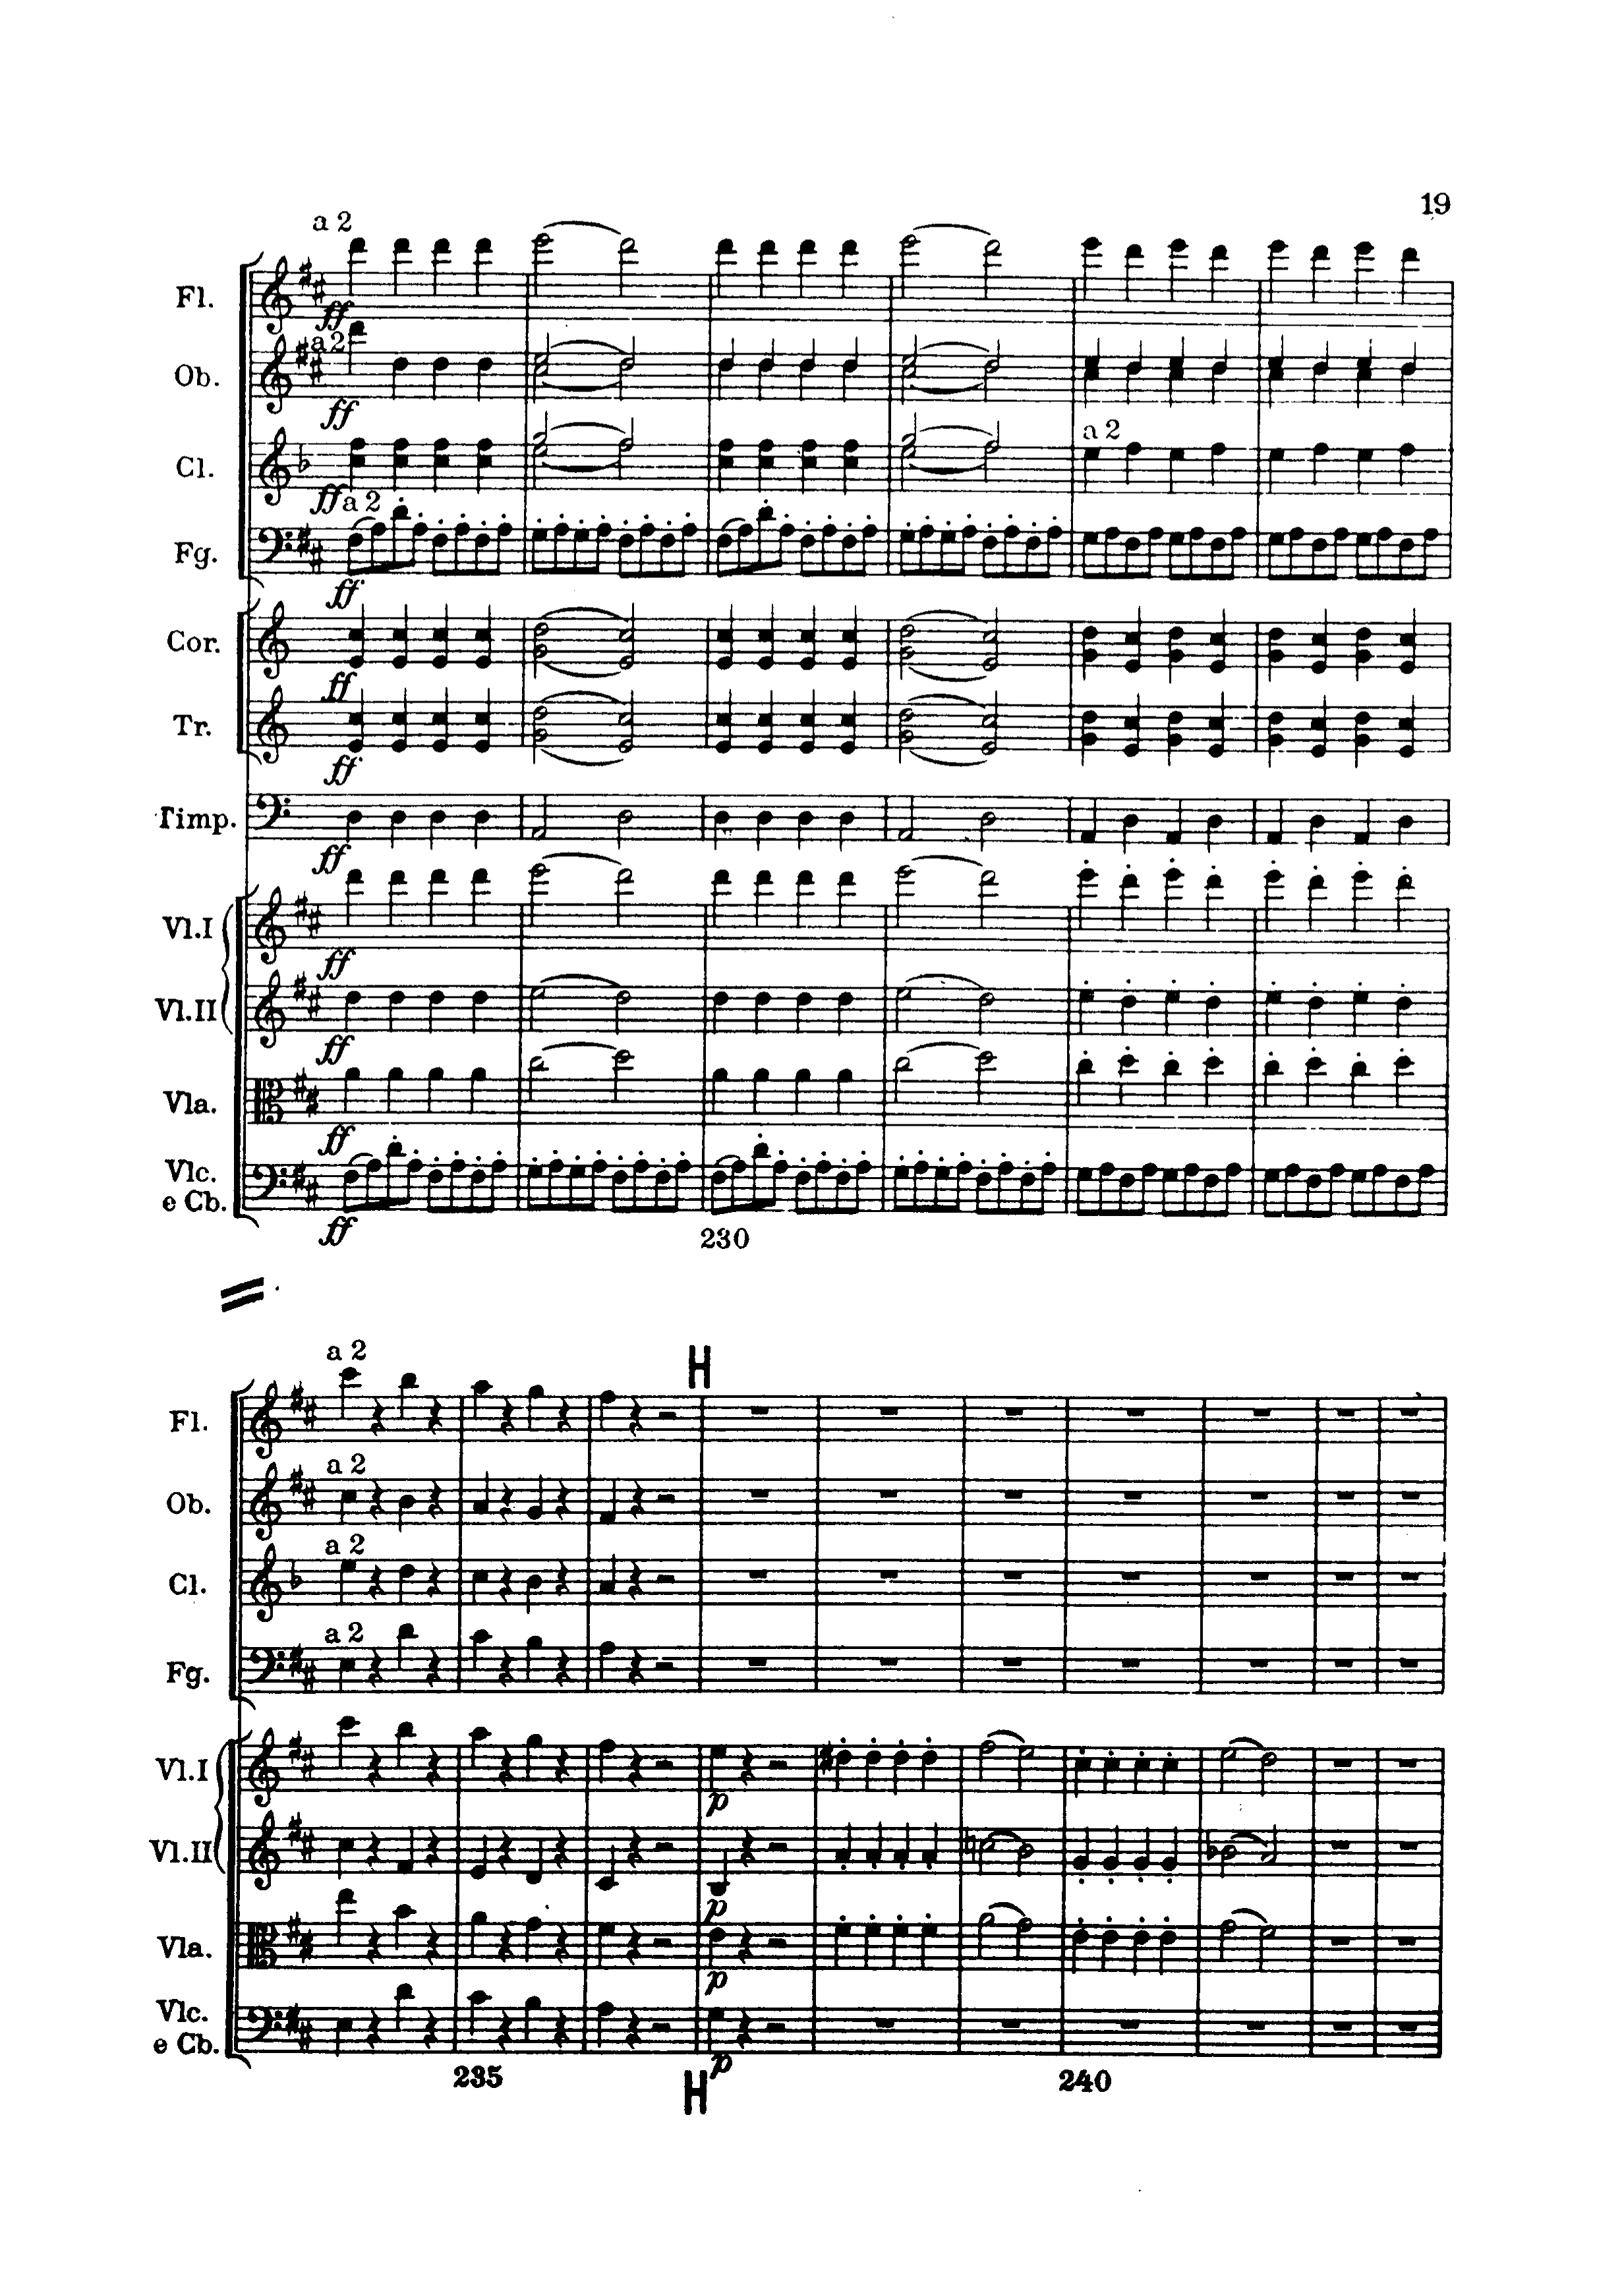 19
a 2
Fl.
ff
a2
Ob.
ff
Cl.
ff a 2
a 2
Fg.
ff
Cor.
ff
Tr.
ff
Timp.
ff
Vl.I
ff
Vl.II
ff
Vla.
ff
Vlc.
e Cb.
ff
230
a 2
H
Fl.
a 2
Ob.
a 2
Cl.
a 2
Fg.
Vl.I
p
Vl.II
p
Vla.
p
Vlc.
e Cb.
p
235
H
240